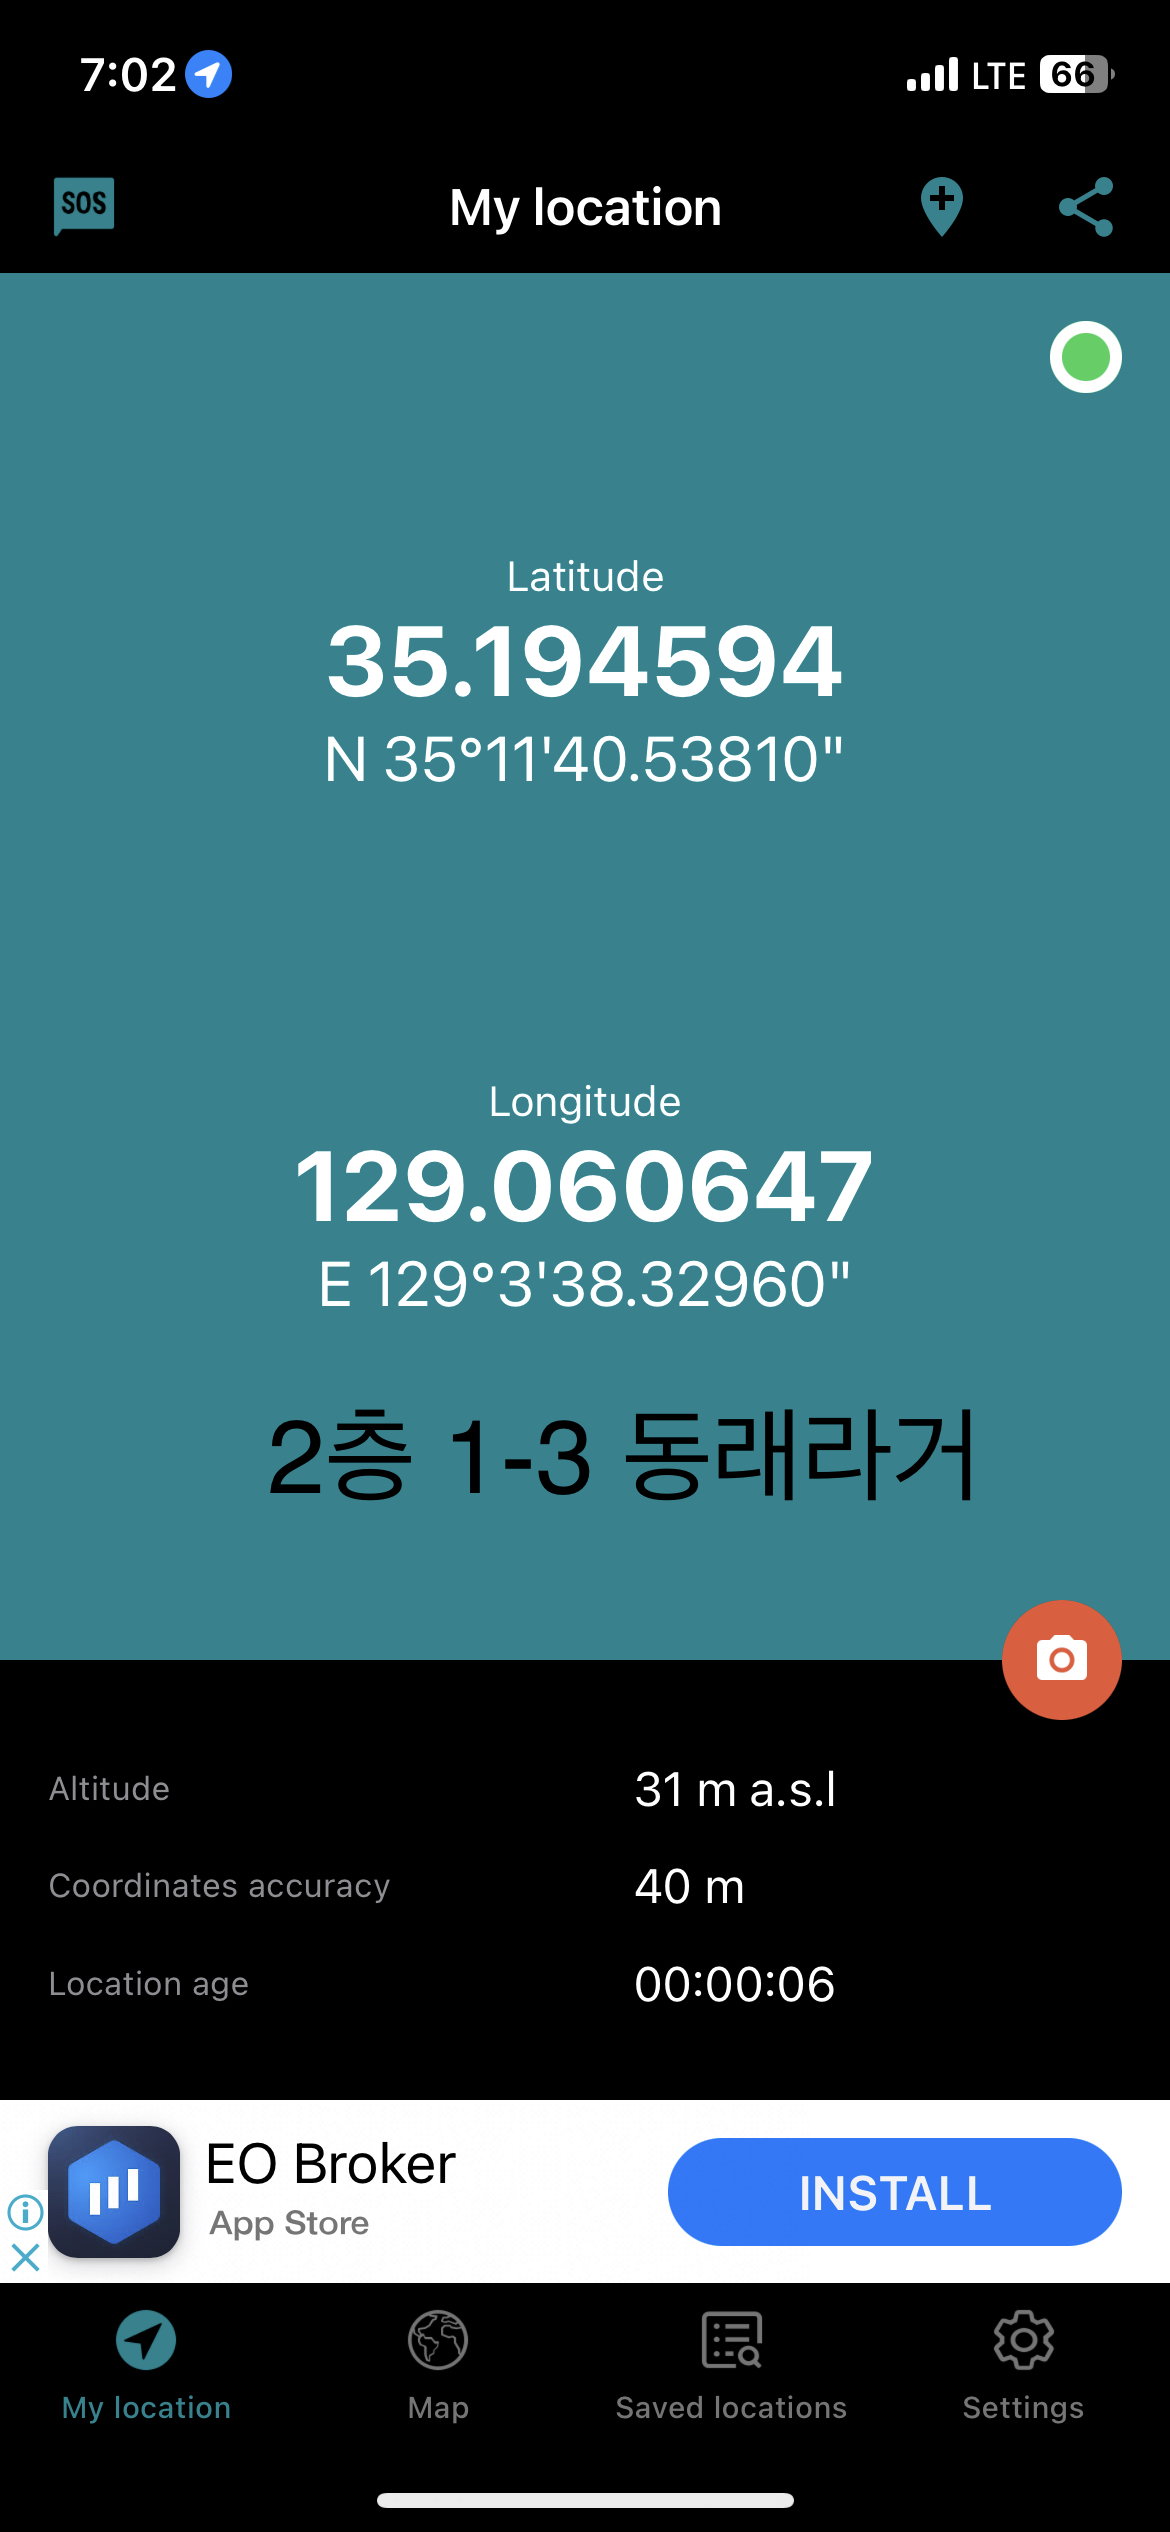 7:02 LTE 66
SOS My location
Latitude
35.194594
N 35°11'40.53810"
Longitude
129.060647
E 129°3'38.32960"
2층 1-3 동래라거
Altitude 31 m a.s.l
Coordinates accuracy 40 m
Location age 00:00:06
EO Broker
App Store
INSTALL
My location Map Saved locations Settings